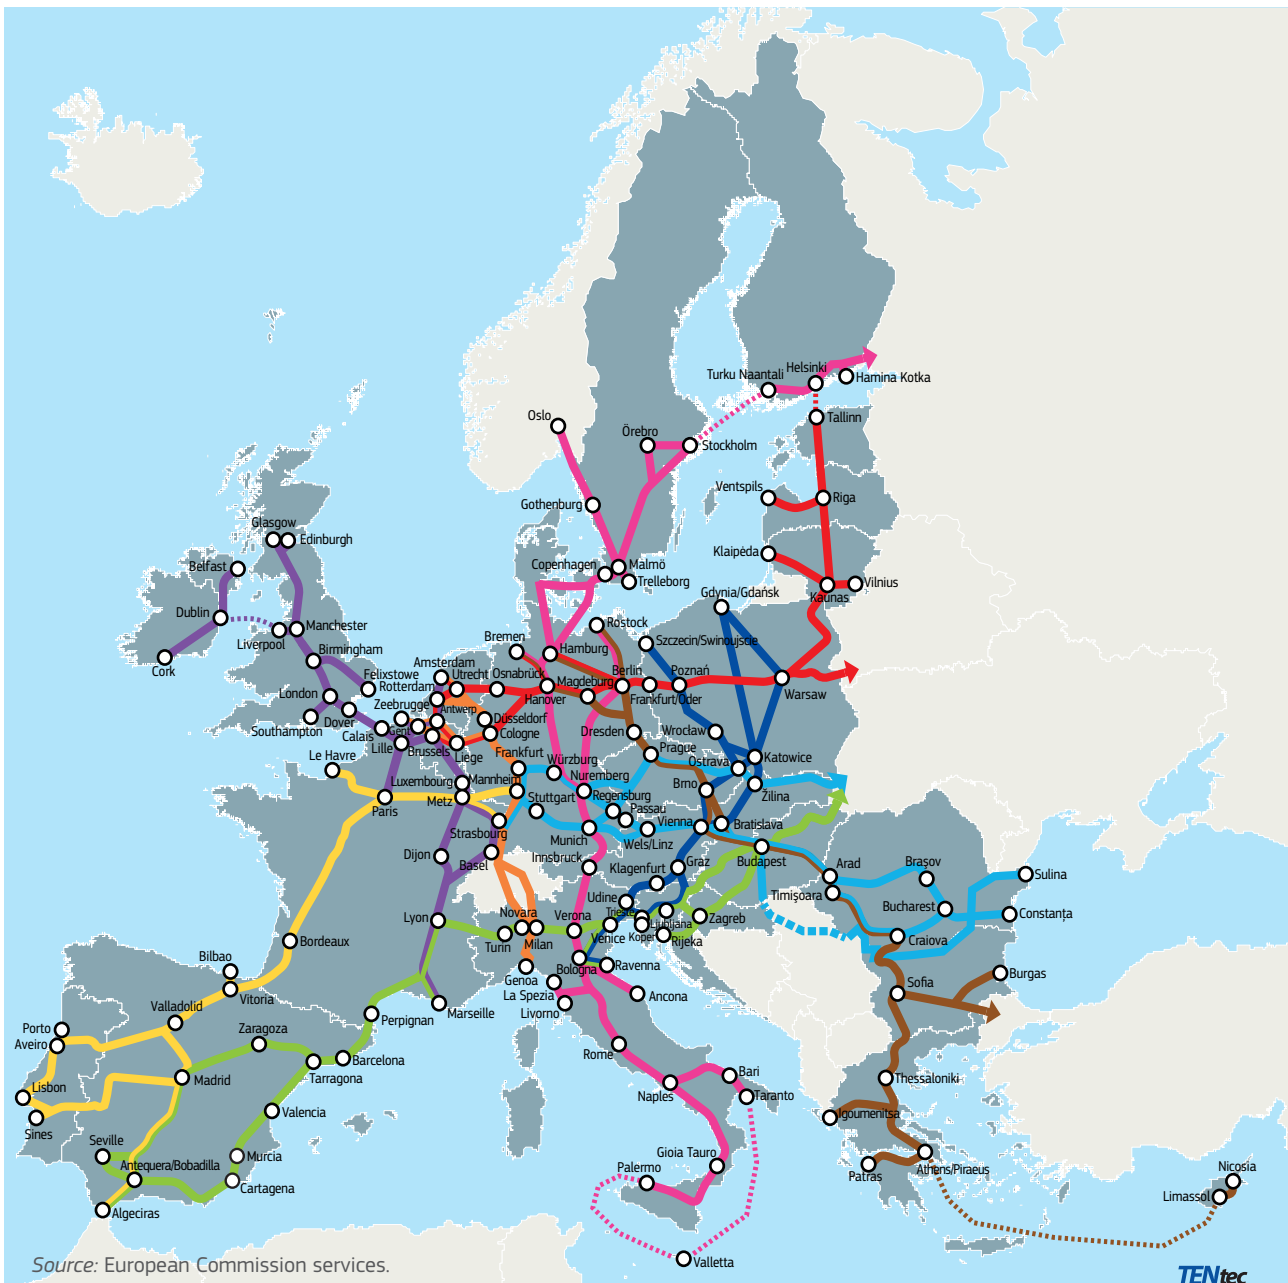 Turku Naantali
Helsinki
Hamina Kotka
Oslo
Örebro
Stockholm
Tallinn
Ventspils
Riga
Gothenburg
Glasgow
Edinburgh
Klaipėda
Belfast
Copenhagen
Malmö
Trelleborg
Kaunas
Vilnius
Gdynia/Gdańsk
Dublin
Liverpool
Manchester
Rostock
Szczecin/Swinoujscie
Cork
Birmingham
Bremen
Hamburg
Felixstowe
Amsterdam
Rotterdam
Utrecht
Osnabrück
Hanover
Magdeburg
Berlin
Frankfurt/Oder
Poznań
Warsaw
London
Southampton
Dover
Zeebrugge
Calais
Gent
Antwerp
Düsseldorf
Cologne
Lille
Brussels
Liege
Dresden
Wrocław
Le Havre
Frankfurt
Würzburg
Prague
Ostrava
Katowice
Luxembourg
Mannheim
Nuremberg
Brno
Žilina
Paris
Metz
Stuttgart
Regensburg
Passau
Strasbourg
Munich
Wels/Linz
Vienna
Bratislava
Dijon
Basel
Innsbruck
Klagenfurt
Graz
Budapest
Arad
Braşov
Sulina
Timişoara
Bucharest
Constanţa
Udine
Lyon
Novara
Verona
Trieste
Ljubljana
Zagreb
Turin
Milan
Venice
Koper
Rijeka
Craiova
Bordeaux
Bilbao
Vitoria
Genoa
Bologna
Ravenna
La Spezia
Ancona
Livorno
Sofia
Burgas
Valladolid
Marseille
Perpignan
Porto
Aveiro
Zaragoza
Barcelona
Tarragona
Rome
Madrid
Lisbon
Sines
Naples
Bari
Taranto
Thessaloniki
Igoumenitsa
Valencia
Seville
Murcia
Antequera/Bobadilla
Cartagena
Algeciras
Gioia Tauro
Palermo
Patras
Athens/Piraeus
Nicosia
Limassol
Valletta
Source: European Commission services.
TENtec